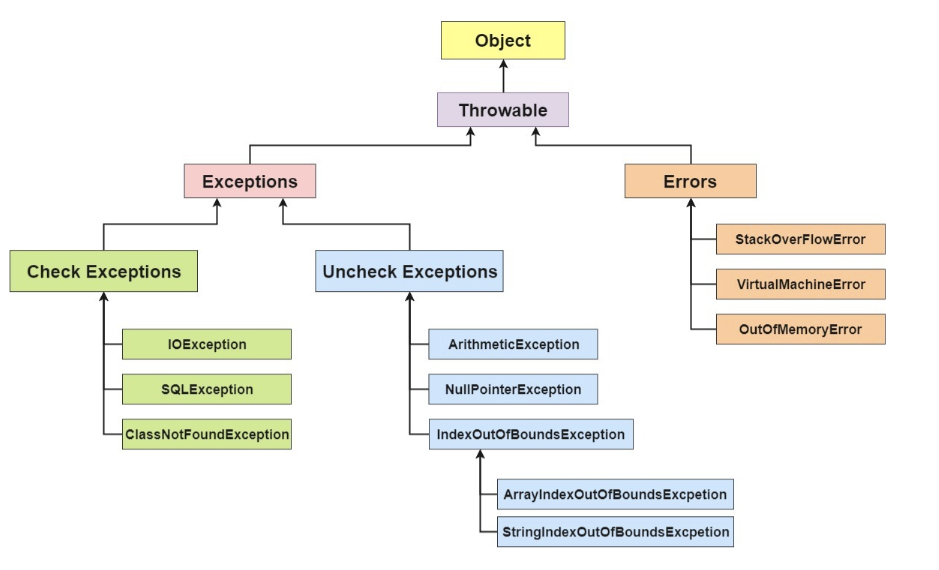 Object
Throwable
Exceptions
Errors
StackOverFlowError
VirtualMachineError
OutOfMemoryError
Check Exceptions
Uncheck Exceptions
IOException
SQLException
ClassNotFoundException
ArithmeticException
NullPointerException
IndexOutOfBoundsException
ArrayIndexOutOfBoundsExcpetion
StringIndexOutOfBoundsExcpetion